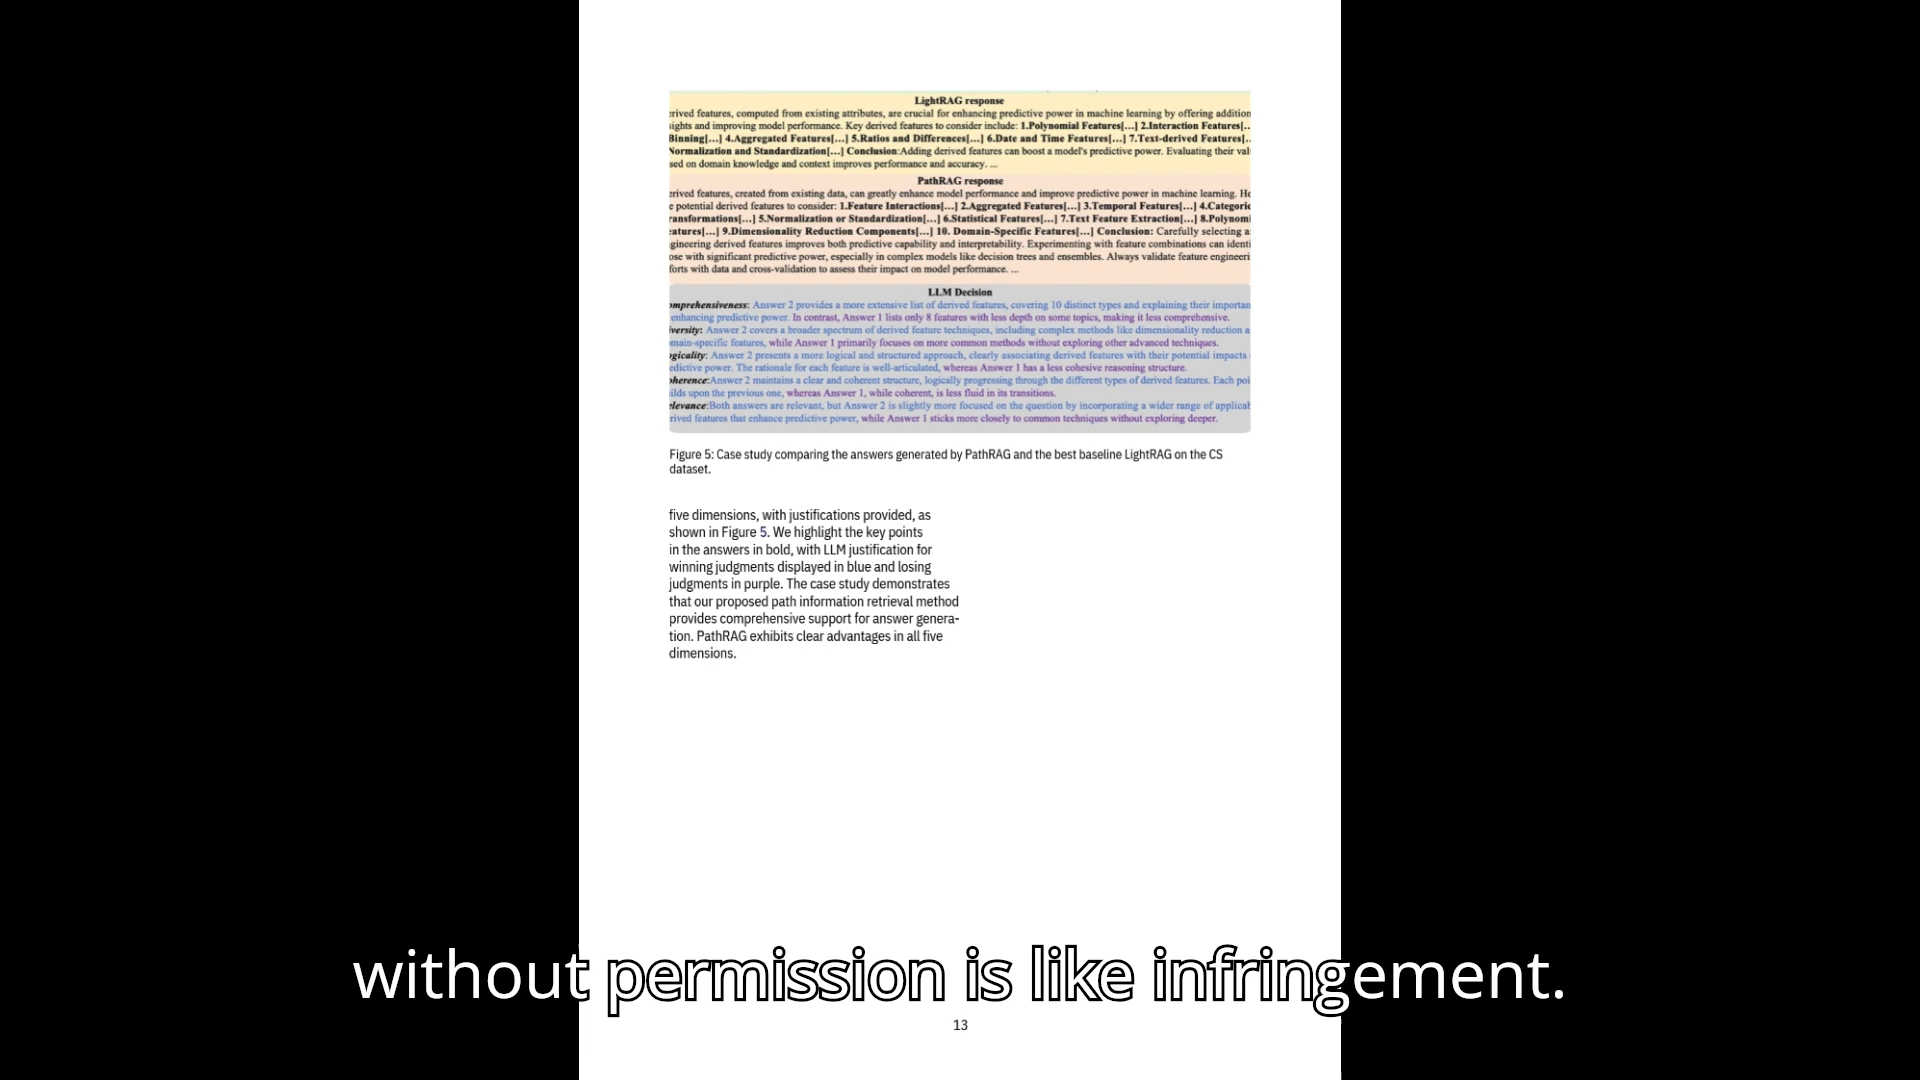 LightRAG response
erived features, computed from existing attributes, are crucial for enhancing predictive power in machine learning by offering addition
sights and improving model performance. Key derived features to consider include: 1.Polynomial Features[...] 2.Interaction Features[..
Binning[...] 4.Aggregated Features[...] 5.Ratios and Differences[...] 6.Date and Time Features[...] 7.Text-derived Features[..
Normalization and Standardization[...] Conclusion:Adding derived features can boost a model's predictive power. Evaluating their val
sed on domain knowledge and context improves performance and accuracy. ...
PathRAG response
erived features, created from existing data, can greatly enhance model performance and improve predictive power in machine learning. He
e potential derived features to consider: 1.Feature Interactions[...] 2.Aggregated Features[...] 3.Temporal Features[...] 4.Categoric
ansformations[...] 5.Normalization or Standardization[...] 6.Statistical Features[...] 7.Text Feature Extraction[...] 8.Polynomi
eatures[...] 9.Dimensionality Reduction Components[...] 10. Domain-Specific Features[...] Conclusion: Carefully selecting a
gineering derived features improves both predictive capability and interpretability. Experimenting with feature combinations can identi
ose with significant predictive power, especially in complex models like decision trees and ensembles. Always validate feature engineeri
forts with data and cross-validation to assess their impact on model performance. ...
LLM Decision
mprehensiveness: Answer 2 provides a more extensive list of derived features, covering 10 distinct types and explaining their importan
enhancing predictive power. In contrast, Answer 1 lists only 8 features with less depth on some topics, making it less comprehensive.
iversity: Answer 2 covers a broader spectrum of derived feature techniques, including complex methods like dimensionality reduction a
main-specific features, while Answer 1 primarily focuses on more common methods without exploring other advanced techniques.
gicality: Answer 2 presents a more logical and structured approach, clearly associating derived features with their potential impacts
edictive power. The rationale for each feature is well-articulated, whereas Answer 1 has a less cohesive reasoning structure.
oherence:Answer 2 maintains a clear and coherent structure, logically progressing through the different types of derived features. Each poi
ilds upon the previous one, whereas Answer 1, while coherent, is less fluid in its transitions.
elevance:Both answers are relevant, but Answer 2 is slightly more focused on the question by incorporating a wider range of applicab
erived features that enhance predictive power, while Answer 1 sticks more closely to common techniques without exploring deeper.
Figure 5: Case study comparing the answers generated by PathRAG and the best baseline LightRAG on the CS
dataset.
five dimensions, with justifications provided, as
shown in Figure 5. We highlight the key points
in the answers in bold, with LLM justification for
winning judgments displayed in blue and losing
judgments in purple. The case study demonstrates
that our proposed path information retrieval method
provides comprehensive support for answer genera-
tion. PathRAG exhibits clear advantages in all five
dimensions.
without permission is like infringement.
13